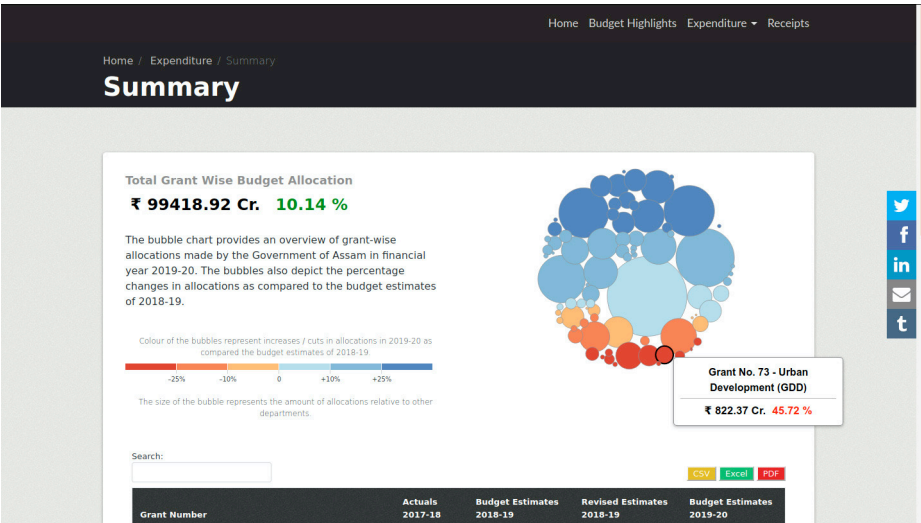 Home Budget Highlights Expenditure Receipts
Home / Expenditure / Summary
Summary
Total Grant Wise Budget Allocation
₹ 99418.92 Cr. 10.14 %
The bubble chart provides an overview of grant-wise
allocations made by the Government of Assam in financial
year 2019-20. The bubbles also depict the percentage
changes in allocations as compared to the budget estimates
of 2018-19.
Colour of the bubbles represent increases / cuts in allocations in 2019-20 as
compared the budget estimates of 2018-19.
-25% -10% 0 +10% +25%
The size of the bubble represents the amount of allocations relative to other
departments.
Grant No. 73 - Urban
Development (GDD)
₹ 822.37 Cr. 45.72 %
f
in
t
Search:
CSV Excel PDF
Grant Number
Actuals
2017-18
Budget Estimates
2018-19
Revised Estimates
2018-19
Budget Estimates
2019-20